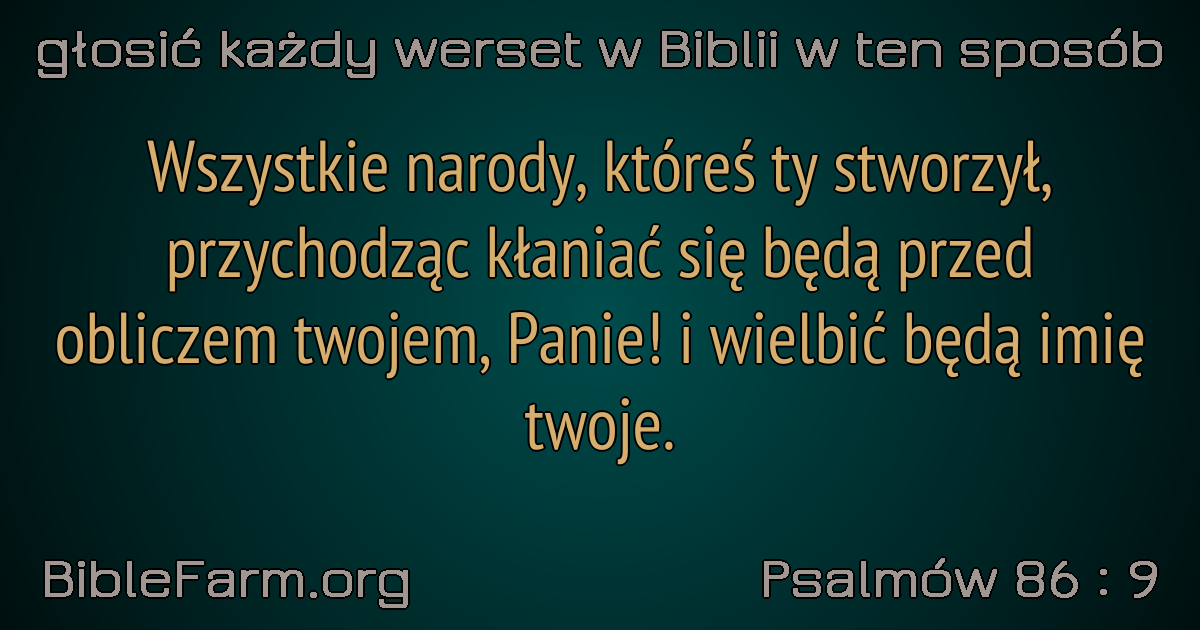 głosić każdy werset w Biblii w ten sposób
Wszystkie narody, któreś ty stworzył,
przychodząc kłaniać się będą przed
obliczem twojem, Panie! i wielbić będą imię
twoje.
BibleFarm.org
Psalmów 86 : 9